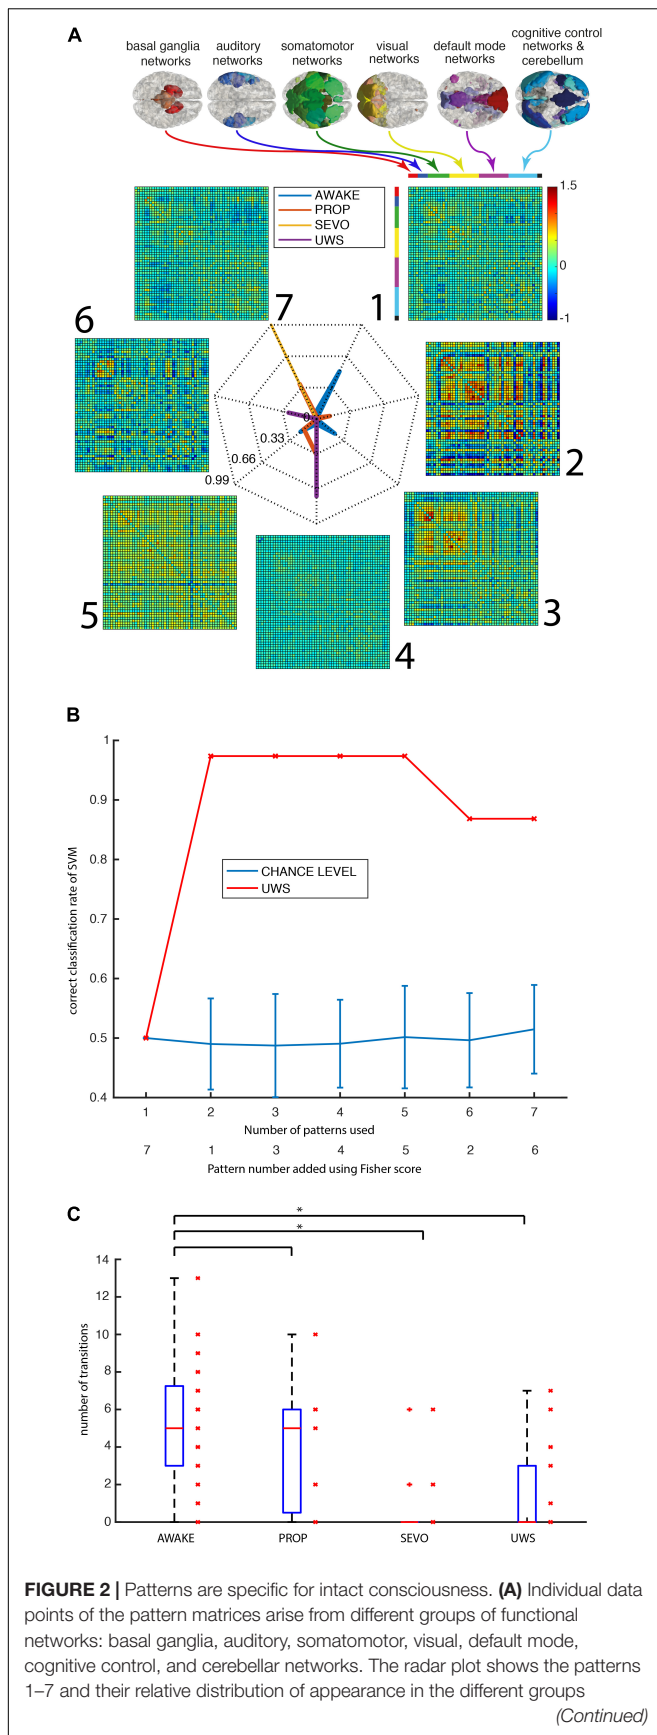 A
basal ganglia networks
auditory networks
somatomotor networks
visual networks
default mode networks
cognitive control networks & cerebellum
AWAKE
PROP
SEVO
UWS
1.5
0
-1
6
7
1
2
0
0.33
0.66
0.99
5
4
3
B
1
0.9
0.8
0.7
0.6
0.5
0.4
correct classification rate of SVM
CHANCE LEVEL
UWS
1 2 3 4 5 6 7
Number of patterns used
7 1 3 4 5 2 6
Pattern number added using Fisher score
C
*
*
14
12
10
8
6
4
2
0
number of transitions
AWAKE PROP SEVO UWS
FIGURE 2 | Patterns are specific for intact consciousness. (A) Individual data
points of the pattern matrices arise from different groups of functional
networks: basal ganglia, auditory, somatomotor, visual, default mode,
cognitive control, and cerebellar networks. The radar plot shows the patterns
1–7 and their relative distribution of appearance in the different groups
(Continued)